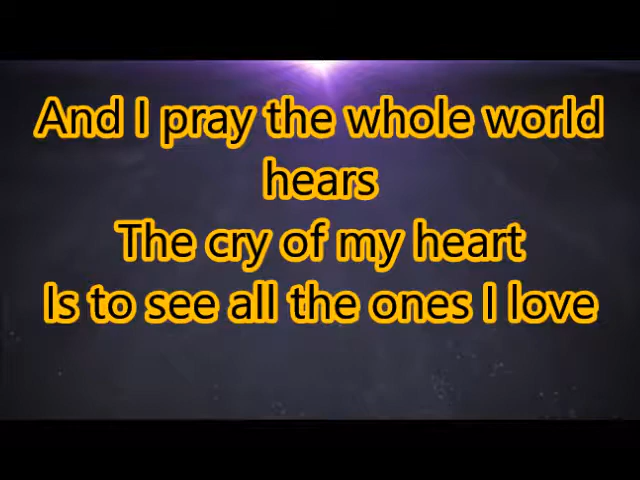 And I pray the whole world
hears
The cry of my heart
Is to see all the ones I love